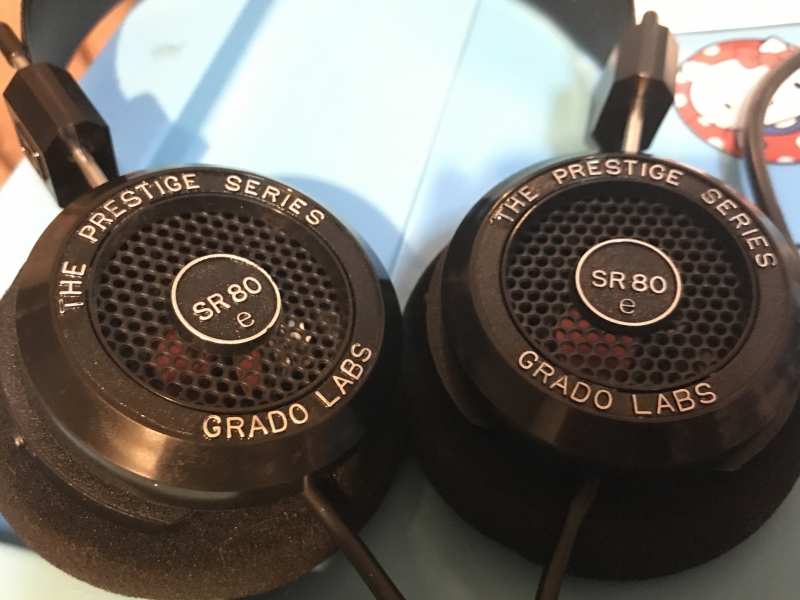 THE PRESTIGE SERIES
SR80
e
GRADO LABS
THE PRESTIGE SERIES
SR80
e
GRADO LABS